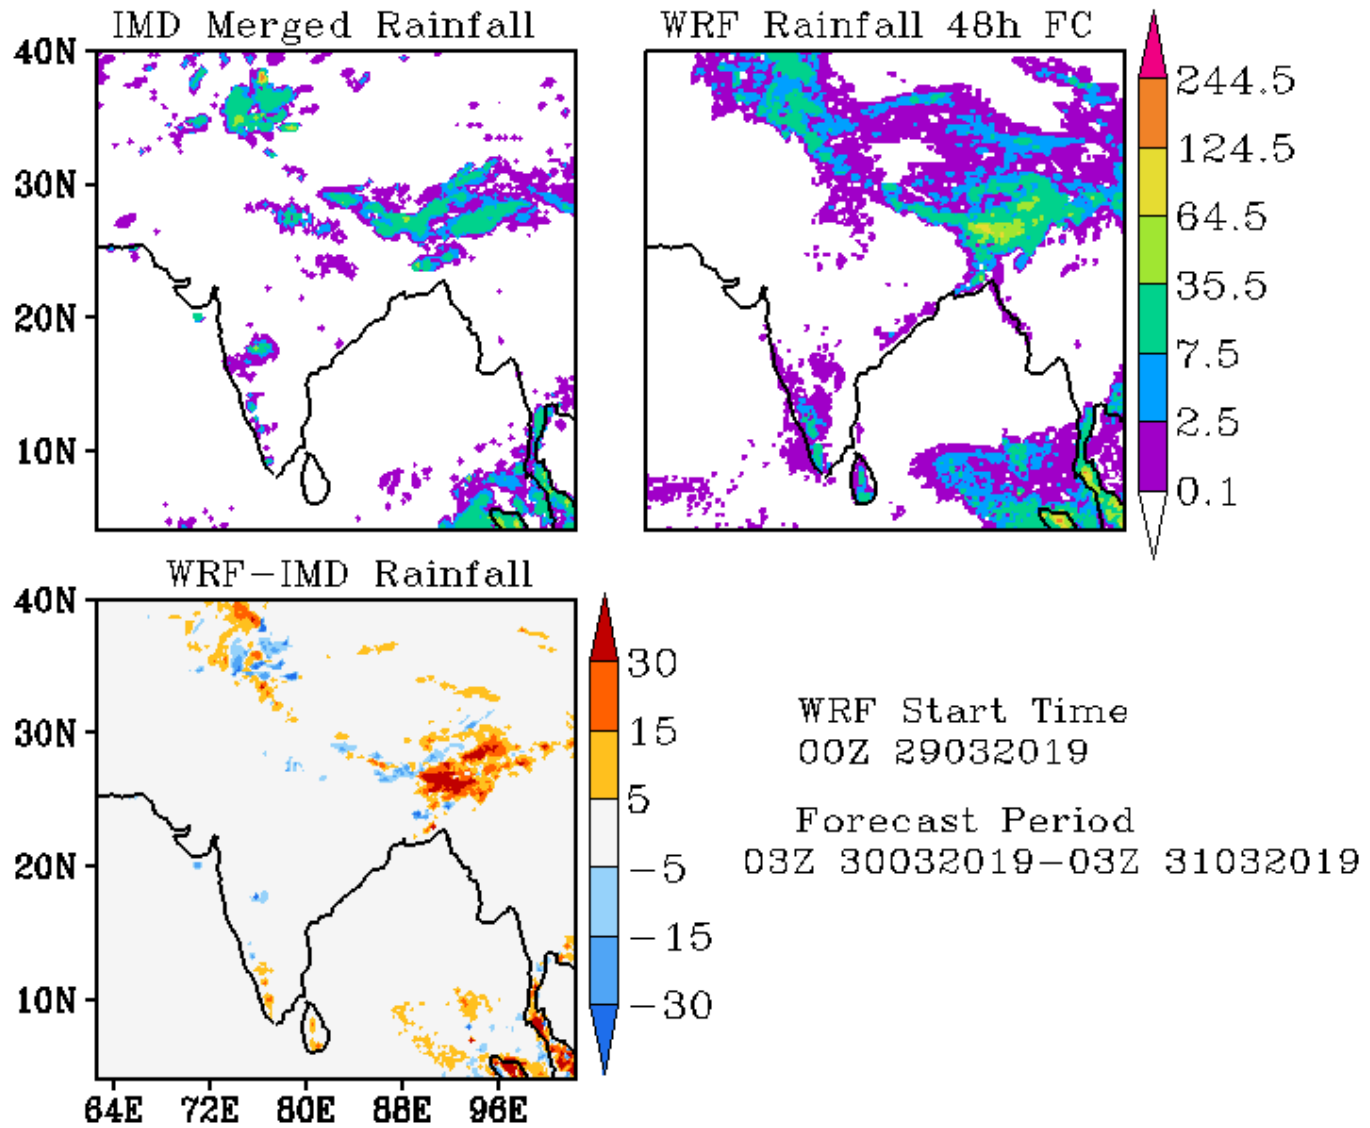 IMD Merged Rainfall
WRF Rainfall 48h FC
40N
30N
20N
10N
244.5
124.5
64.5
35.5
7.5
2.5
0.1
WRF-IMD Rainfall
40N
30N
20N
10N
64E 72E 80E 88E 96E
30
15
5
-5
-15
-30
WRF Start Time
00Z 29032019
Forecast Period
03Z 30032019-03Z 31032019